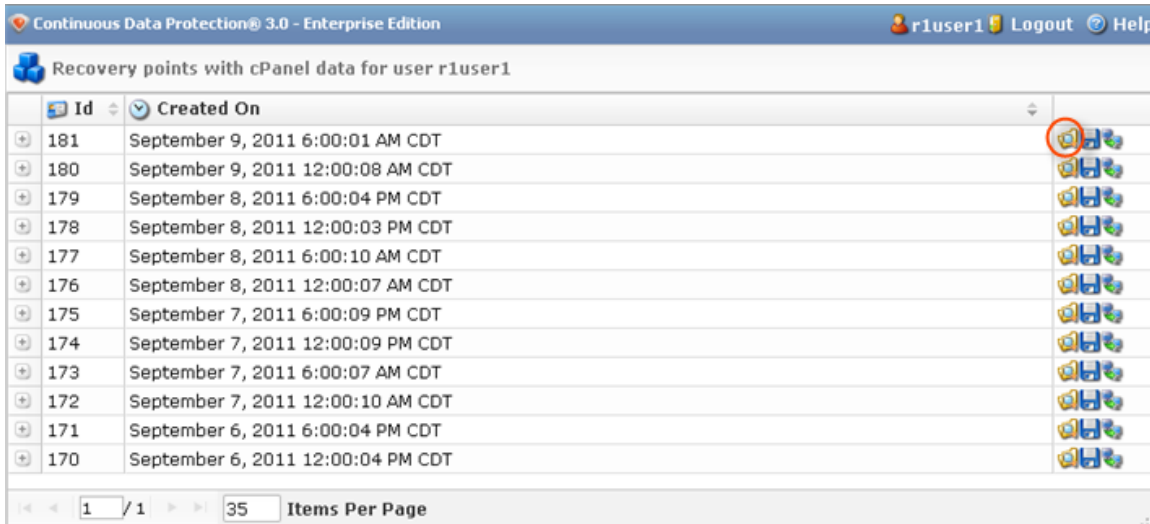 Continuous Data Protection® 3.0 - Enterprise Edition r1user1 Logout Help
Recovery points with cPanel data for user r1user1
Id Created On
181 September 9, 2011 6:00:01 AM CDT
180 September 9, 2011 12:00:08 AM CDT
179 September 8, 2011 6:00:04 PM CDT
178 September 8, 2011 12:00:03 PM CDT
177 September 8, 2011 6:00:10 AM CDT
176 September 8, 2011 12:00:07 AM CDT
175 September 7, 2011 6:00:09 PM CDT
174 September 7, 2011 12:00:09 PM CDT
173 September 7, 2011 6:00:07 AM CDT
172 September 7, 2011 12:00:10 AM CDT
171 September 6, 2011 6:00:04 PM CDT
170 September 6, 2011 12:00:04 PM CDT
1 / 1 35 Items Per Page